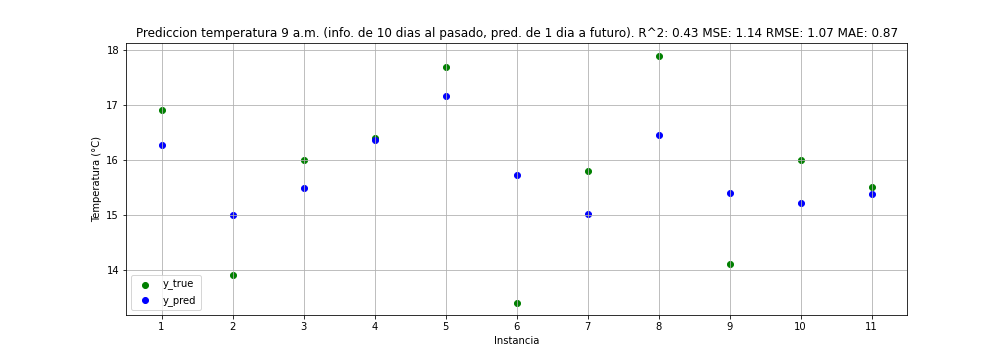 Prediccion temperatura 9 a.m. (info. de 10 dias al pasado, pred. de 1 dia a futuro). R^2: 0.43 MSE: 1.14 RMSE: 1.07 MAE: 0.87
18
17
16
15
14
Temperatura (°C)
y_true
y_pred
1 2 3 4 5 6 7 8 9 10 11
Instancia